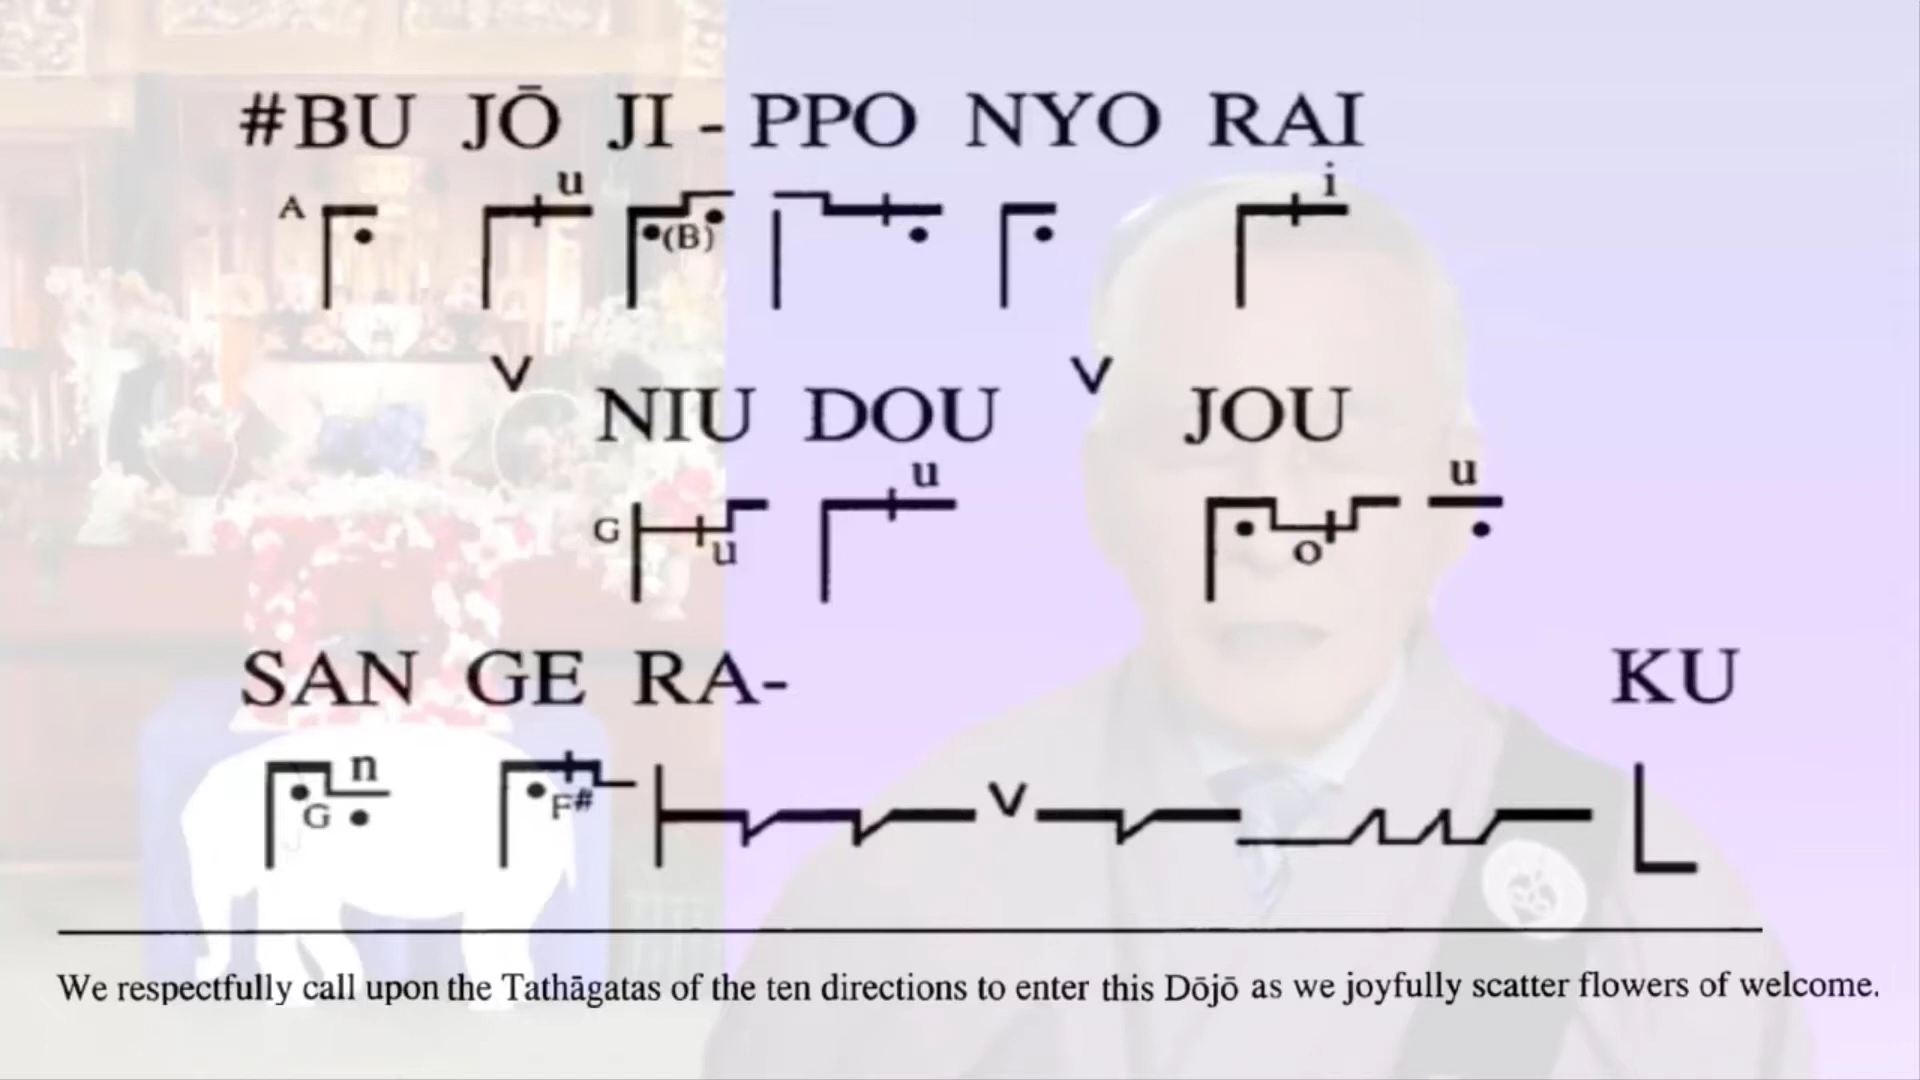 #BU JŌ JI - PPO NYO RAI
A u (B) i
V V
NIU DOU JOU
G u u o u
SAN GE RA- KU
n G F# V
We respectfully call upon the Tathāgatas of the ten directions to enter this Dōjō as we joyfully scatter flowers of welcome.